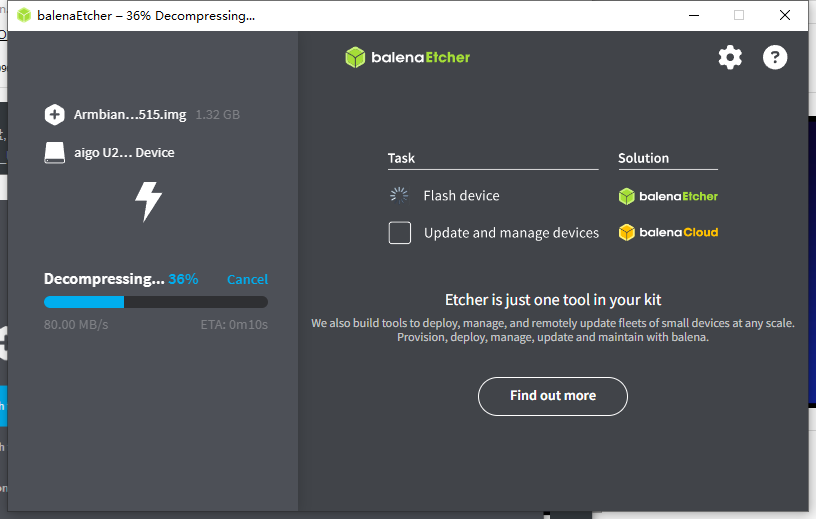 balenaEtcher – 36% Decompressing...
balenaEtcher
Armbian...515.img 1.32 GB
aigo U2... Device
Task Solution
Flash device balenaEtcher
Update and manage devices balenaCloud
Decompressing... 36% Cancel
80.00 MB/s ETA: 0m10s
Etcher is just one tool in your kit
We also build tools to deploy, manage, and remotely update fleets of small devices at any scale.
Provision, deploy, manage, update and maintain with balena.
Find out more